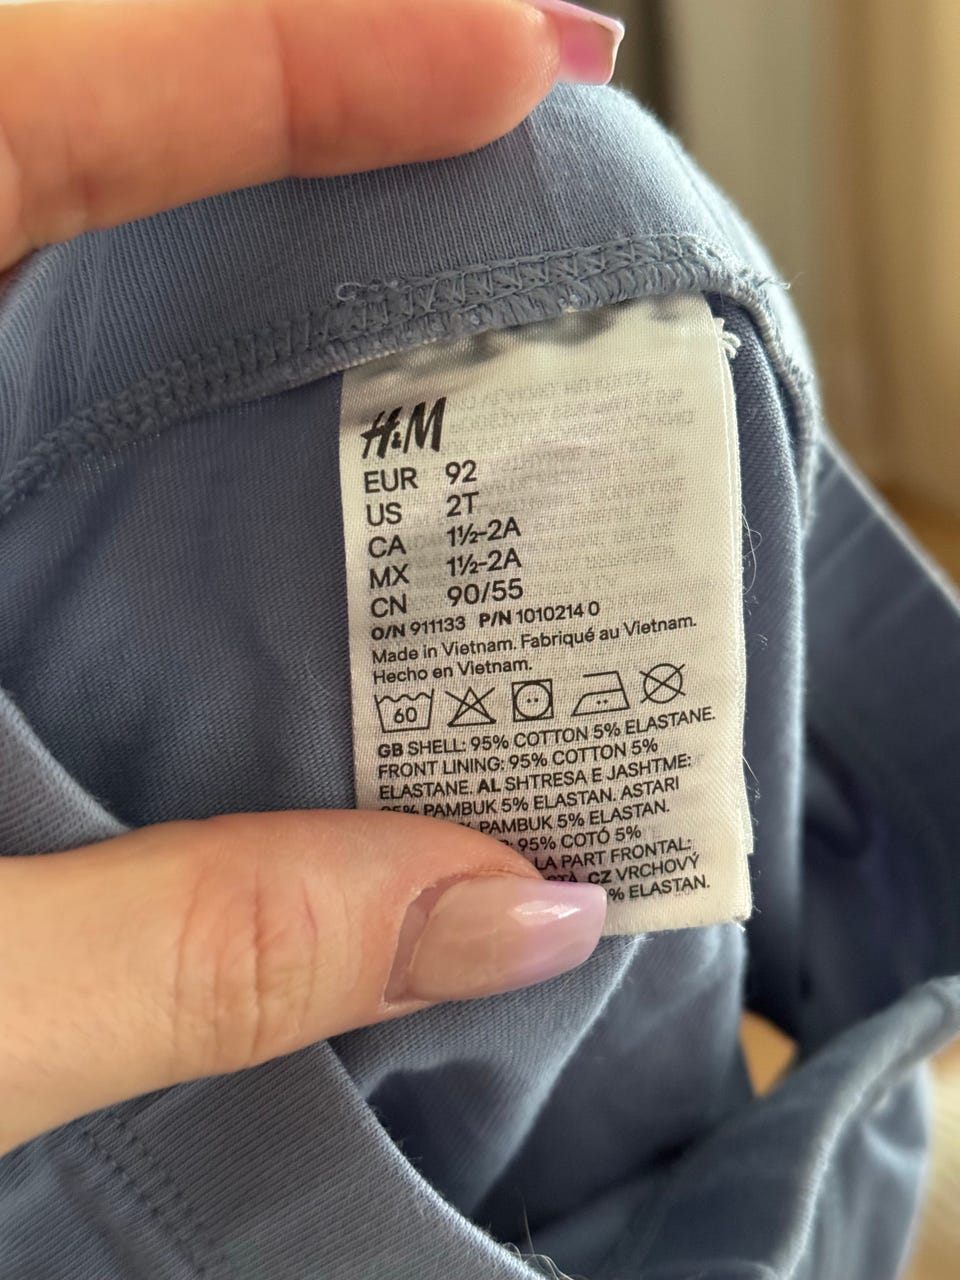 H&M
EUR 92
US 2T
CA 1½-2A
MX 1½-2A
CN 90/55
O/N 911133 P/N 1010214 0
Made in Vietnam. Fabriqué au Vietnam.
Hecho en Vietnam.
60
GB SHELL: 95% COTTON 5% ELASTANE.
FRONT LINING: 95% COTTON 5%
ELASTANE. AL SHTRESA E JASHTME:
95% PAMBUK 5% ELASTAN. ASTARI
% PAMBUK 5% ELASTAN.
95% COTÓ 5%
LA PART FRONTAL:
CZ VRCHOVÝ
% ELASTAN.